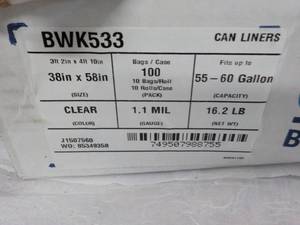 BWK533
CAN LINERS
3ft 2in x 4ft 10in
38in x 58in
(SIZE)
Bags / Case
100
10 Bags/Roll
10 Rolls/Case
(PACK)
Fits up to
55-60 Gallon
(CAPACITY)
CLEAR
(COLOR)
1.1 MIL
(GAUGE)
16.2 LB
(NET WT)
J1507560
WO: 95349350
749507988755